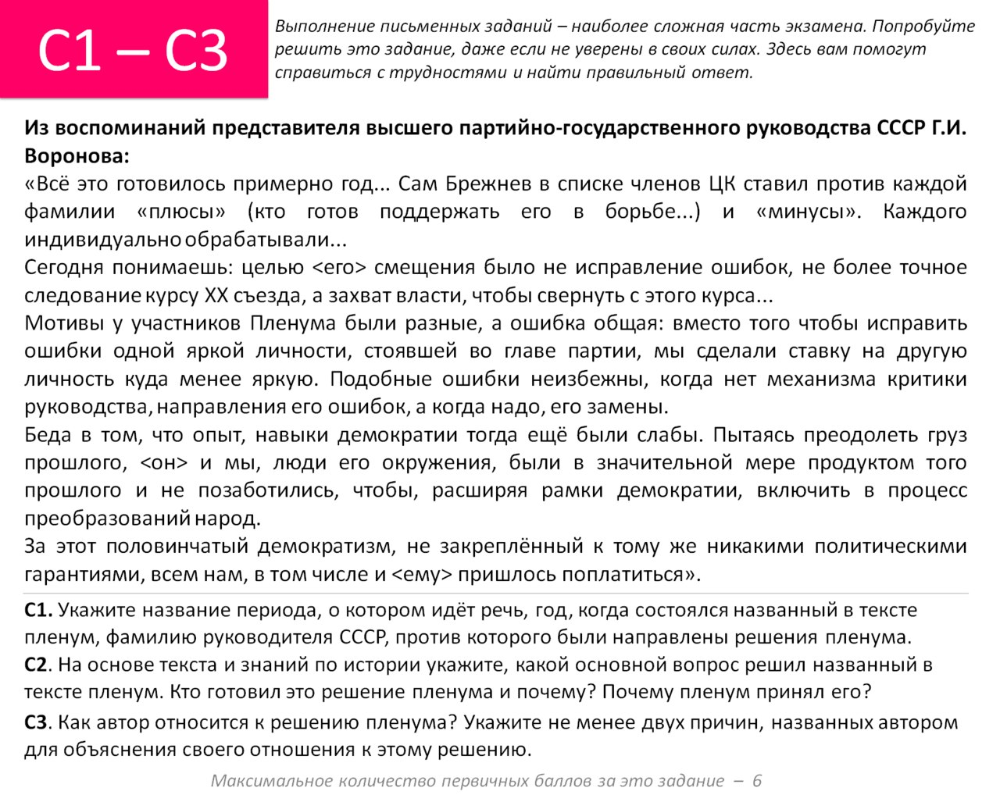 С1 – С3
Выполнение письменных заданий – наиболее сложная часть экзамена. Попробуйте
решить это задание, даже если не уверены в своих силах. Здесь вам помогут
справиться с трудностями и найти правильный ответ.
Из воспоминаний представителя высшего партийно-государственного руководства СССР Г.И.
Воронова:
«Всё это готовилось примерно год... Сам Брежнев в списке членов ЦК ставил против каждой
фамилии «плюсы» (кто готов поддержать его в борьбе...) и «минусы». Каждого
индивидуально обрабатывали...
Сегодня понимаешь: целью <его> смещения было не исправление ошибок, не более точное
следование курсу XX съезда, а захват власти, чтобы свернуть с этого курса...
Мотивы у участников Пленума были разные, а ошибка общая: вместо того чтобы исправить
ошибки одной яркой личности, стоявшей во главе партии, мы сделали ставку на другую
личность куда менее яркую. Подобные ошибки неизбежны, когда нет механизма критики
руководства, направления его ошибок, а когда надо, его замены.
Беда в том, что опыт, навыки демократии тогда ещё были слабы. Пытаясь преодолеть груз
прошлого, <он> и мы, люди его окружения, были в значительной мере продуктом того
прошлого и не позаботились, чтобы, расширяя рамки демократии, включить в процесс
преобразований народ.
За этот половинчатый демократизм, не закреплённый к тому же никакими политическими
гарантиями, всем нам, в том числе и <ему> пришлось поплатиться».
С1. Укажите название периода, о котором идёт речь, год, когда состоялся названный в тексте
пленум, фамилию руководителя СССР, против которого были направлены решения пленума.
С2. На основе текста и знаний по истории укажите, какой основной вопрос решил названный в
тексте пленум. Кто готовил это решение пленума и почему? Почему пленум принял его?
С3. Как автор относится к решению пленума? Укажите не менее двух причин, названных автором
для объяснения своего отношения к этому решению.
Максимальное количество первичных баллов за это задание – 6